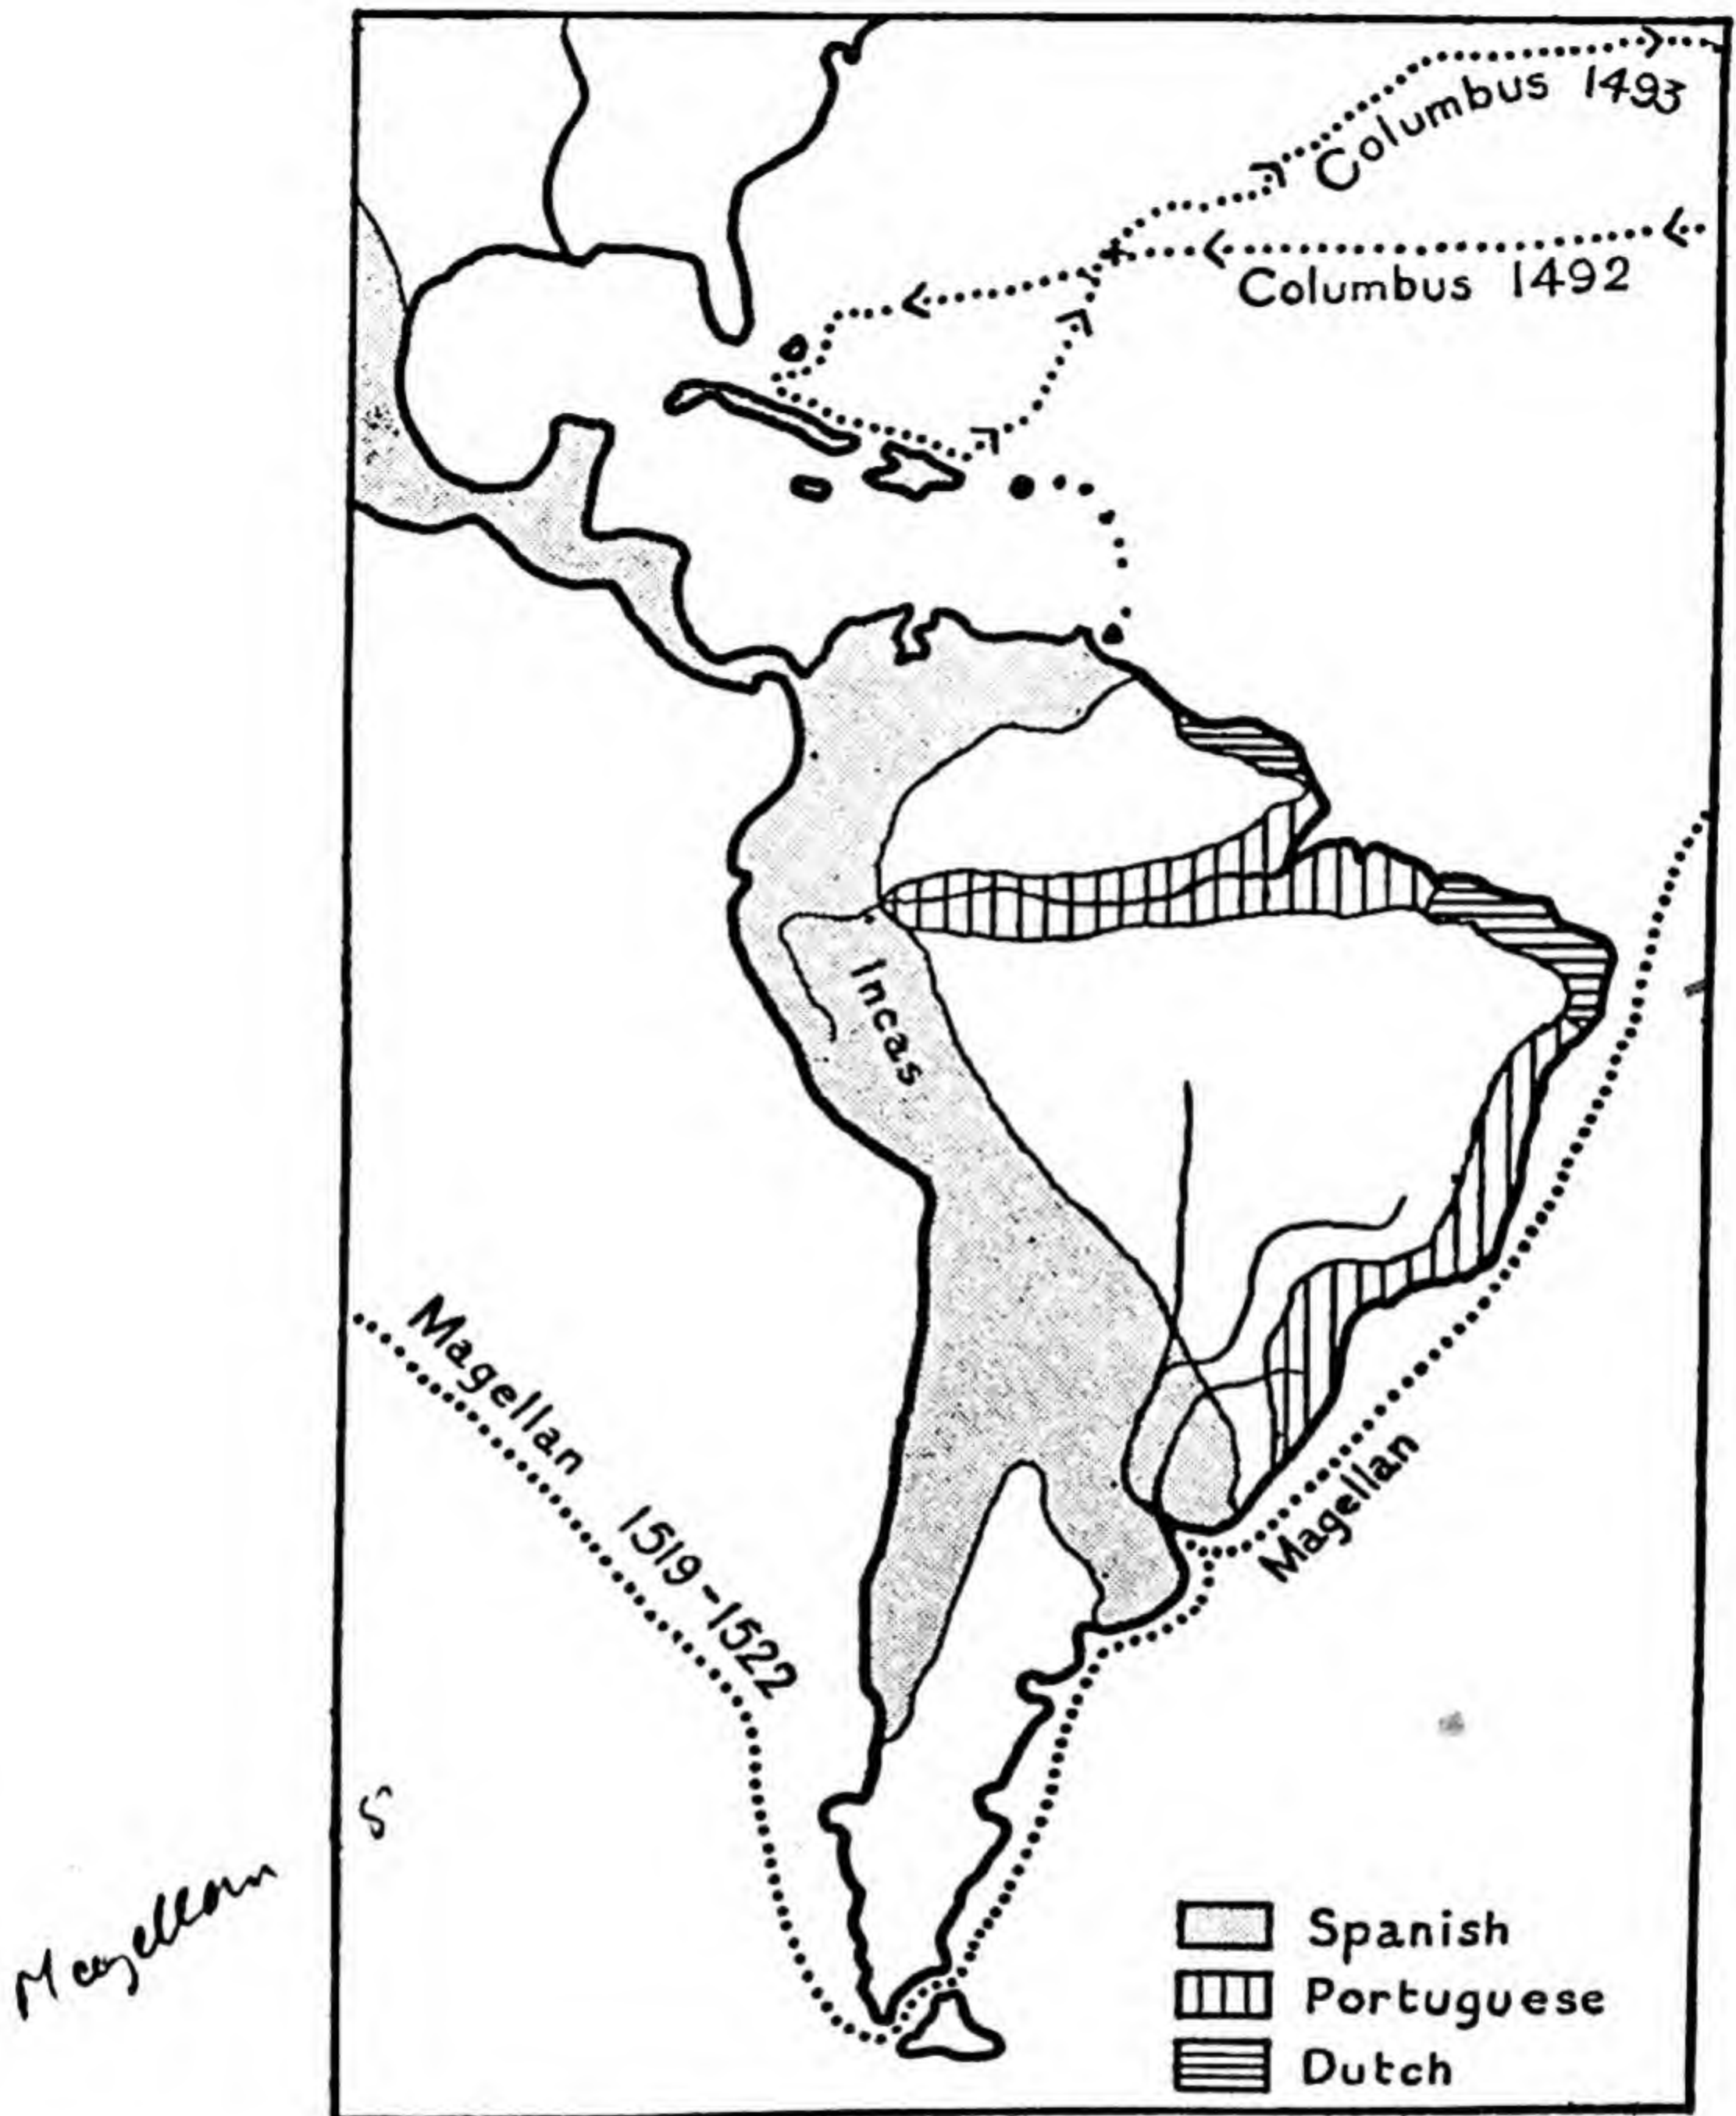 Columbus 1493
Columbus 1492
Incas
Magellan 1519-1522
Magellan
Magellan
Spanish
Portuguese
Dutch